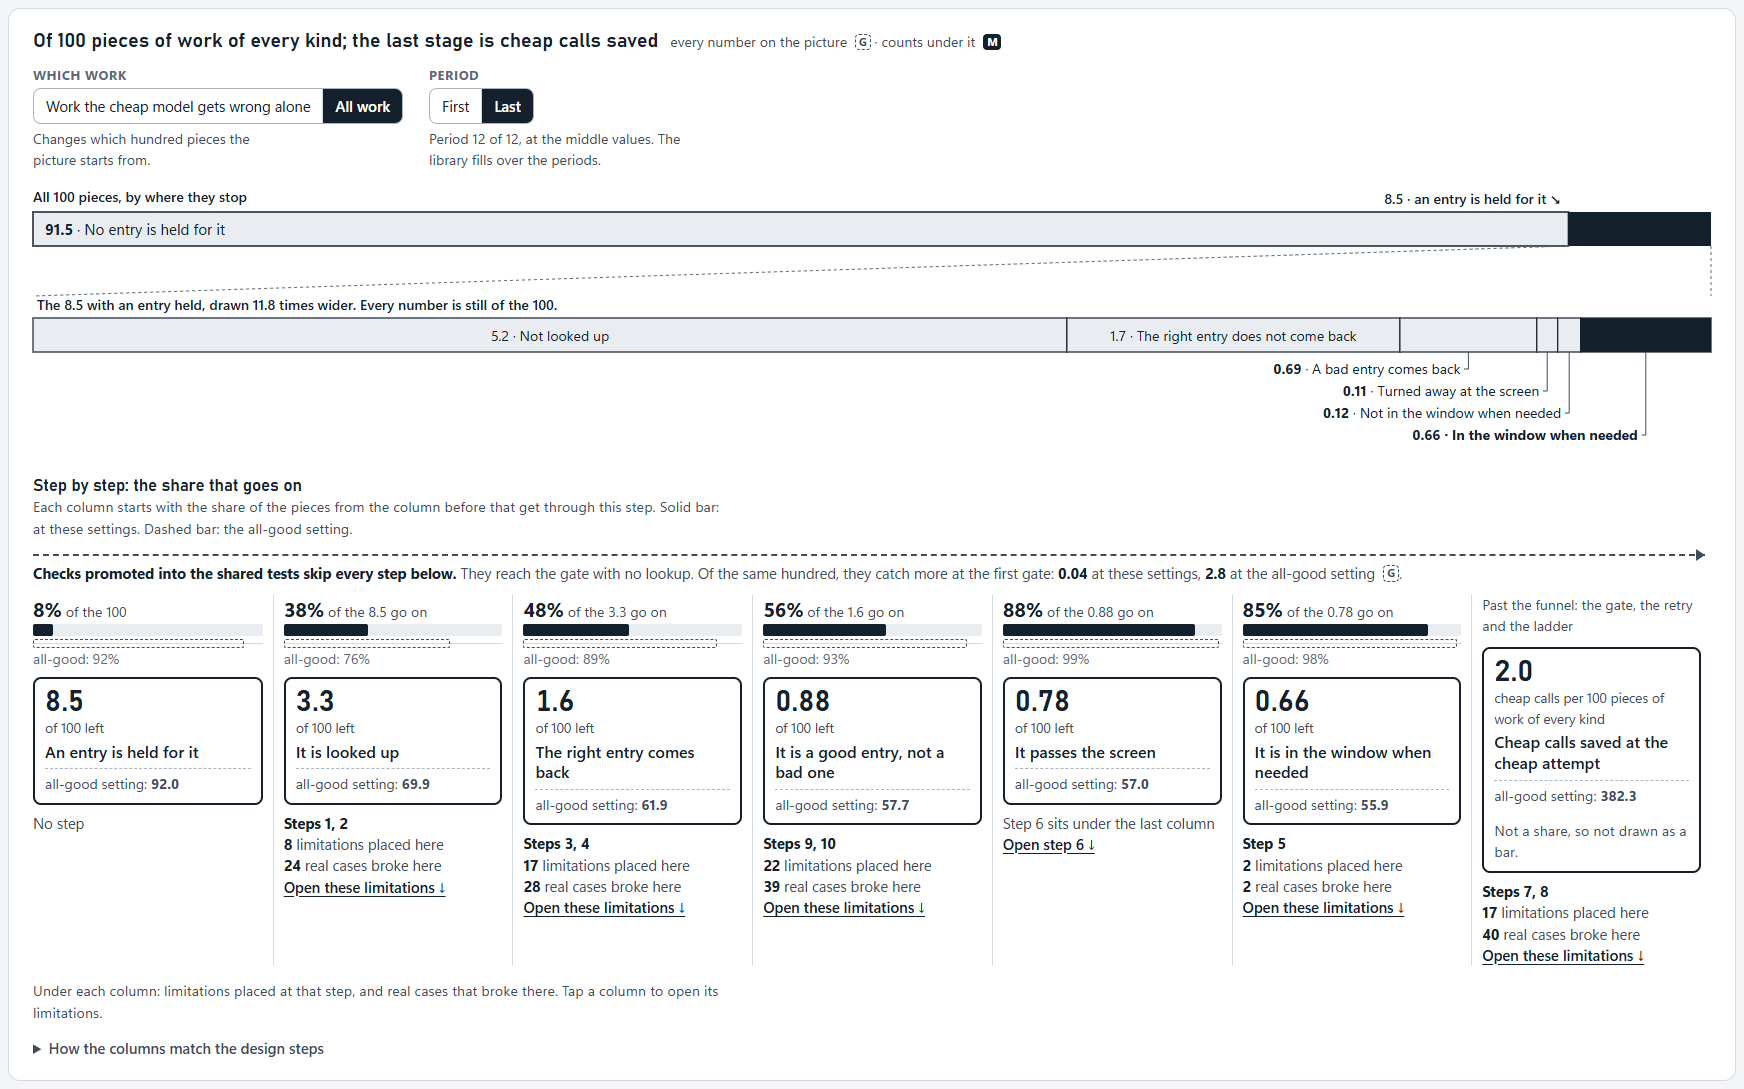 Of 100 pieces of work of every kind; the last stage is cheap calls saved every number on the picture G · counts under it M
WHICH WORK
Work the cheap model gets wrong alone All work
Changes which hundred pieces the
picture starts from.
PERIOD
First Last
Period 12 of 12, at the middle values. The
library fills over the periods.
All 100 pieces, by where they stop
8.5 · an entry is held for it ↘
91.5 · No entry is held for it
The 8.5 with an entry held, drawn 11.8 times wider. Every number is still of the 100.
5.2 · Not looked up
1.7 · The right entry does not come back
0.69 · A bad entry comes back
0.11 · Turned away at the screen
0.12 · Not in the window when needed
0.66 · In the window when needed
Step by step: the share that goes on
Each column starts with the share of the pieces from the column before that get through this step. Solid bar:
at these settings. Dashed bar: the all-good setting.
Checks promoted into the shared tests skip every step below. They reach the gate with no lookup. Of the same hundred, they catch more at the first gate: 0.04 at these settings, 2.8 at the all-good setting G.
8% of the 100
all-good: 92%
8.5
of 100 left
An entry is held for it
all-good setting: 92.0
No step
38% of the 8.5 go on
all-good: 76%
3.3
of 100 left
It is looked up
all-good setting: 69.9
Steps 1, 2
8 limitations placed here
24 real cases broke here
Open these limitations ↓
48% of the 3.3 go on
all-good: 89%
1.6
of 100 left
The right entry comes
back
all-good setting: 61.9
Steps 3, 4
17 limitations placed here
28 real cases broke here
Open these limitations ↓
56% of the 1.6 go on
all-good: 93%
0.88
of 100 left
It is a good entry, not a
bad one
all-good setting: 57.7
Steps 9, 10
22 limitations placed here
39 real cases broke here
Open these limitations ↓
88% of the 0.88 go on
all-good: 99%
0.78
of 100 left
It passes the screen
all-good setting: 57.0
Step 6 sits under the last column
Open step 6 ↓
85% of the 0.78 go on
all-good: 98%
0.66
of 100 left
It is in the window when
needed
all-good setting: 55.9
Step 5
2 limitations placed here
2 real cases broke here
Open these limitations ↓
Past the funnel: the gate, the retry
and the ladder
2.0
cheap calls per 100 pieces of
work of every kind
Cheap calls saved at the
cheap attempt
all-good setting: 382.3
Not a share, so not drawn as a
bar.
Steps 7, 8
17 limitations placed here
40 real cases broke here
Open these limitations ↓
Under each column: limitations placed at that step, and real cases that broke there. Tap a column to open its
limitations.
▶ How the columns match the design steps